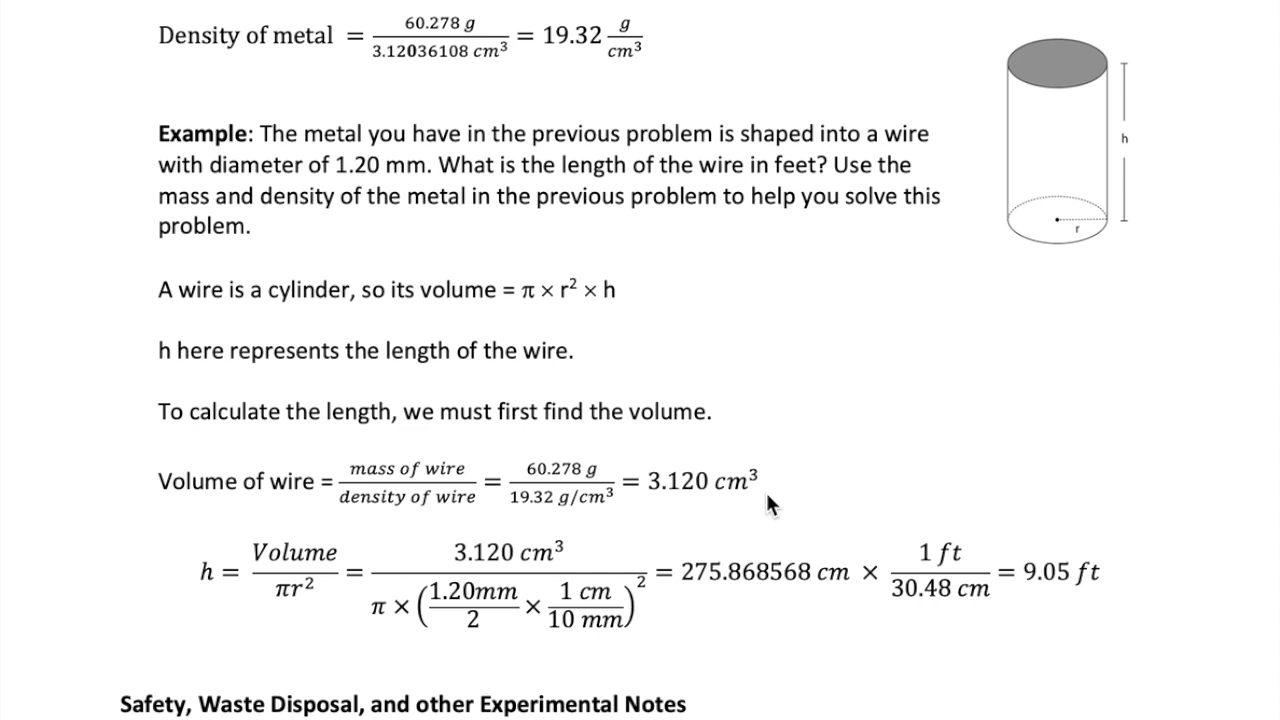 Density of metal = 60.278 g / 3.12036108 cm³ = 19.32 g/cm³
Example: The metal you have in the previous problem is shaped into a wire
with diameter of 1.20 mm. What is the length of the wire in feet? Use the
mass and density of the metal in the previous problem to help you solve this
problem.
h
r
A wire is a cylinder, so its volume = π × r² × h
h here represents the length of the wire.
To calculate the length, we must first find the volume.
Volume of wire = mass of wire / density of wire = 60.278 g / 19.32 g/cm³ = 3.120 cm³
h = Volume / πr² = 3.120 cm³ / π × (1.20mm / 2 × 1 cm / 10 mm)² = 275.868568 cm × 1 ft / 30.48 cm = 9.05 ft
Safety, Waste Disposal, and other Experimental Notes